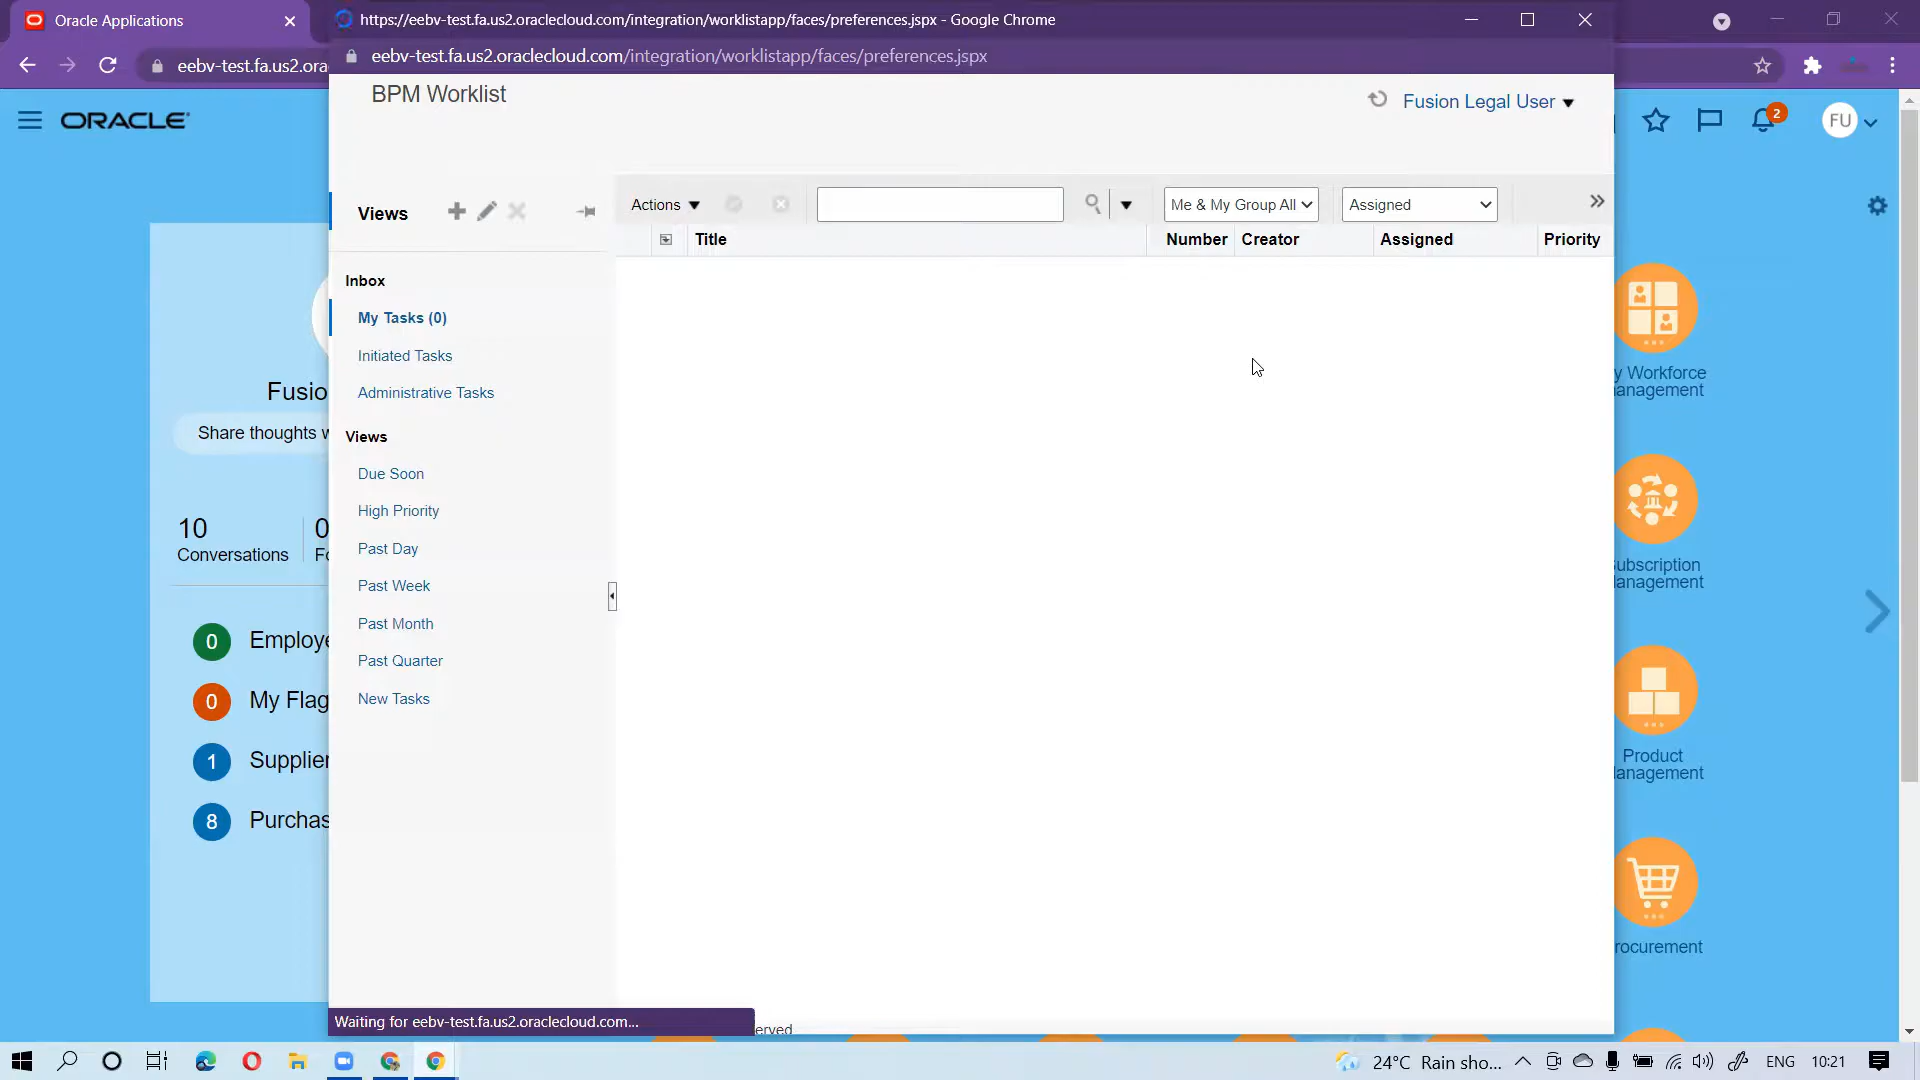 Oracle Applications
https://eebv-test.fa.us2.oraclecloud.com/integration/worklistapp/faces/preferences.jspx - Google Chrome
eebv-test.fa.us2.ora
eebv-test.fa.us2.oraclecloud.com/integration/worklistapp/faces/preferences.jspx
BPM Worklist
Fusion Legal User
ORACLE
2
FU
Views
Actions
Me & My Group All
Assigned
Title
Number
Creator
Assigned
Priority
Inbox
My Tasks (0)
Initiated Tasks
Administrative Tasks
Views
Due Soon
High Priority
Past Day
Past Week
Past Month
Past Quarter
New Tasks
Fusio
Share thoughts w
10
Conversations
0
Fo
0
Employe
0
My Flag
1
Supplier
8
Purchas
y Workforce
anagement
ubscription
anagement
Product
anagement
rocurement
Waiting for eebv-test.fa.us2.oraclecloud.com...
erved
24°C Rain sho...
ENG
10:21